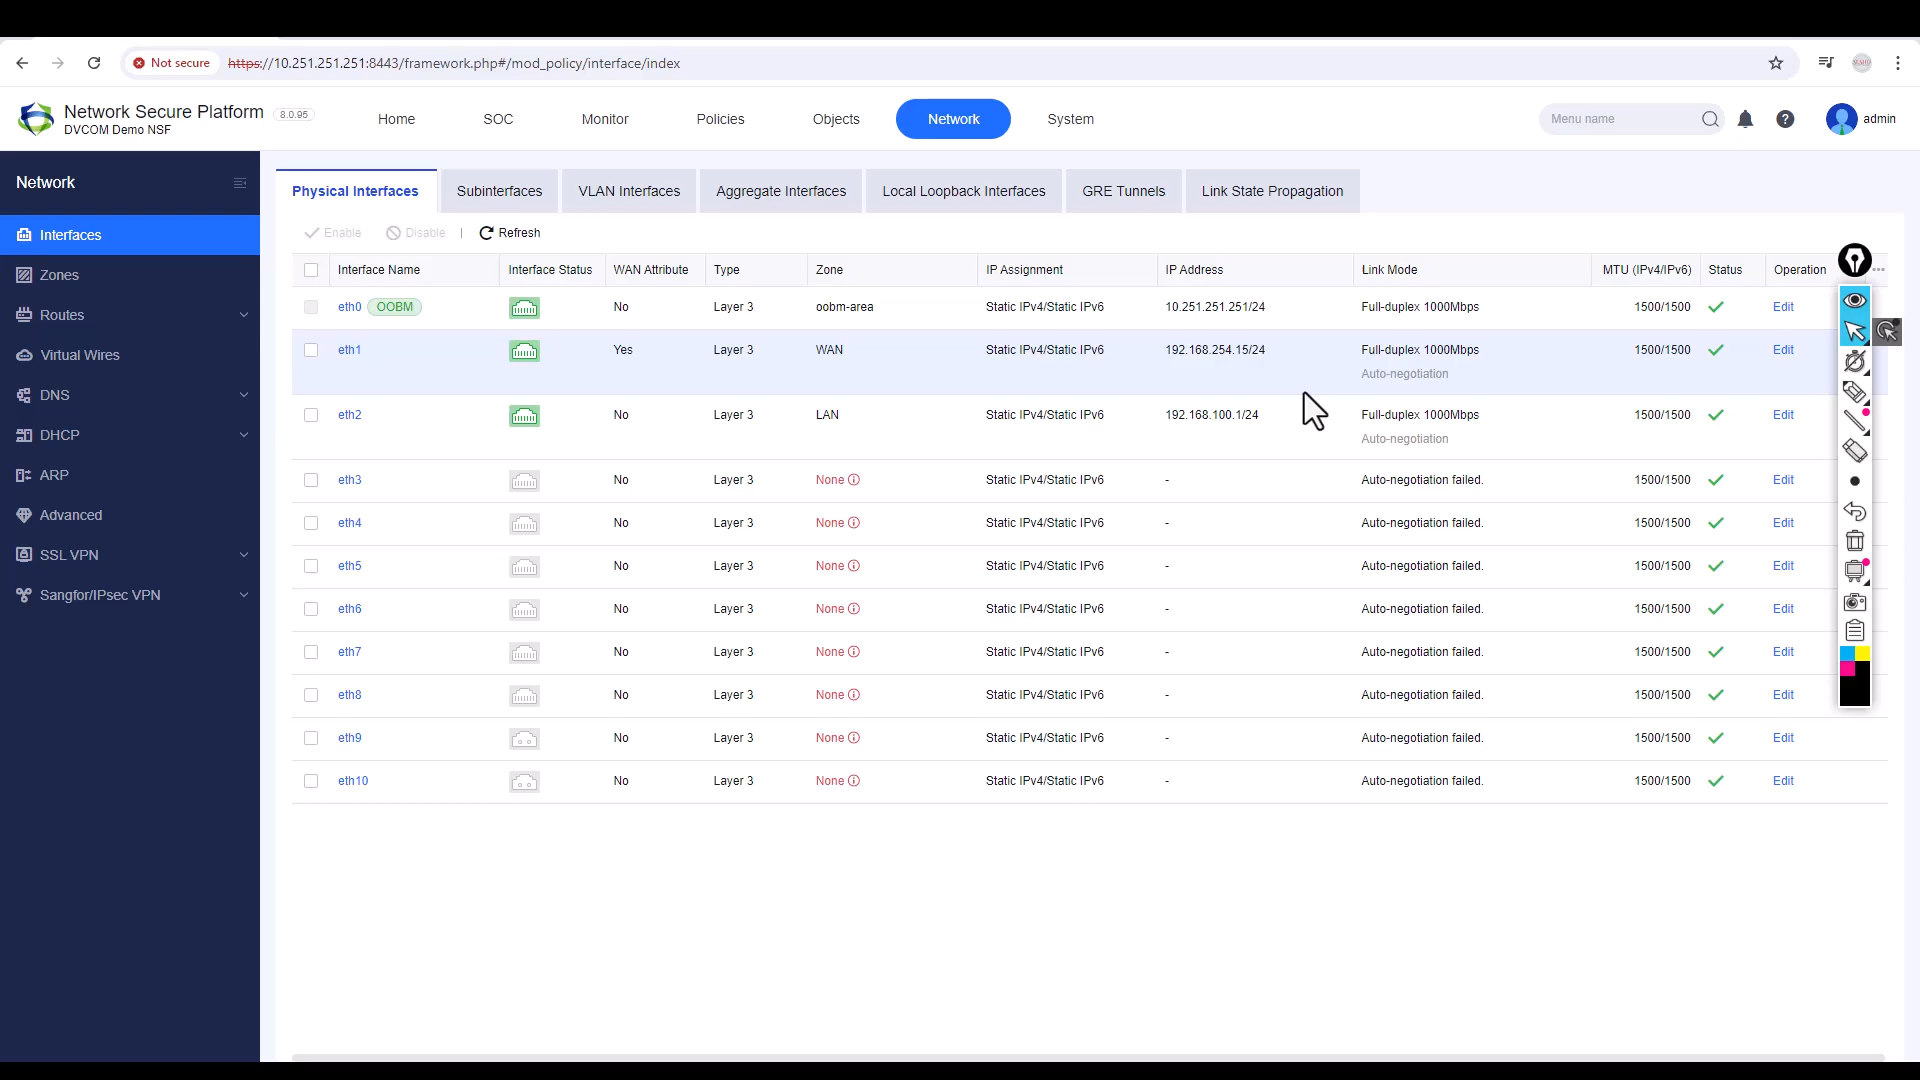 Not secure https://10.251.251.251:8443/framework.php#/mod_policy/interface/index
Network Secure Platform 8.0.95
DVCOM Demo NSF
Home SOC Monitor Policies Objects Network System
Menu name
admin
Network
Interfaces
Zones
Routes
Virtual Wires
DNS
DHCP
ARP
Advanced
SSL VPN
Sangfor/IPsec VPN
Physical Interfaces Subinterfaces VLAN Interfaces Aggregate Interfaces Local Loopback Interfaces GRE Tunnels Link State Propagation
Enable Disable | Refresh
Interface Name Interface Status WAN Attribute Type Zone IP Assignment IP Address Link Mode MTU (IPv4/IPv6) Status Operation
eth0 OOBM No Layer 3 oobm-area Static IPv4/Static IPv6 10.251.251.251/24 Full-duplex 1000Mbps 1500/1500 Edit
eth1 Yes Layer 3 WAN Static IPv4/Static IPv6 192.168.254.15/24 Full-duplex 1000Mbps 1500/1500 Edit
Auto-negotiation
eth2 No Layer 3 LAN Static IPv4/Static IPv6 192.168.100.1/24 Full-duplex 1000Mbps 1500/1500 Edit
Auto-negotiation
eth3 No Layer 3 None Static IPv4/Static IPv6 - Auto-negotiation failed. 1500/1500 Edit
eth4 No Layer 3 None Static IPv4/Static IPv6 - Auto-negotiation failed. 1500/1500 Edit
eth5 No Layer 3 None Static IPv4/Static IPv6 - Auto-negotiation failed. 1500/1500 Edit
eth6 No Layer 3 None Static IPv4/Static IPv6 - Auto-negotiation failed. 1500/1500 Edit
eth7 No Layer 3 None Static IPv4/Static IPv6 - Auto-negotiation failed. 1500/1500 Edit
eth8 No Layer 3 None Static IPv4/Static IPv6 - Auto-negotiation failed. 1500/1500 Edit
eth9 No Layer 3 None Static IPv4/Static IPv6 - Auto-negotiation failed. 1500/1500 Edit
eth10 No Layer 3 None Static IPv4/Static IPv6 - Auto-negotiation failed. 1500/1500 Edit